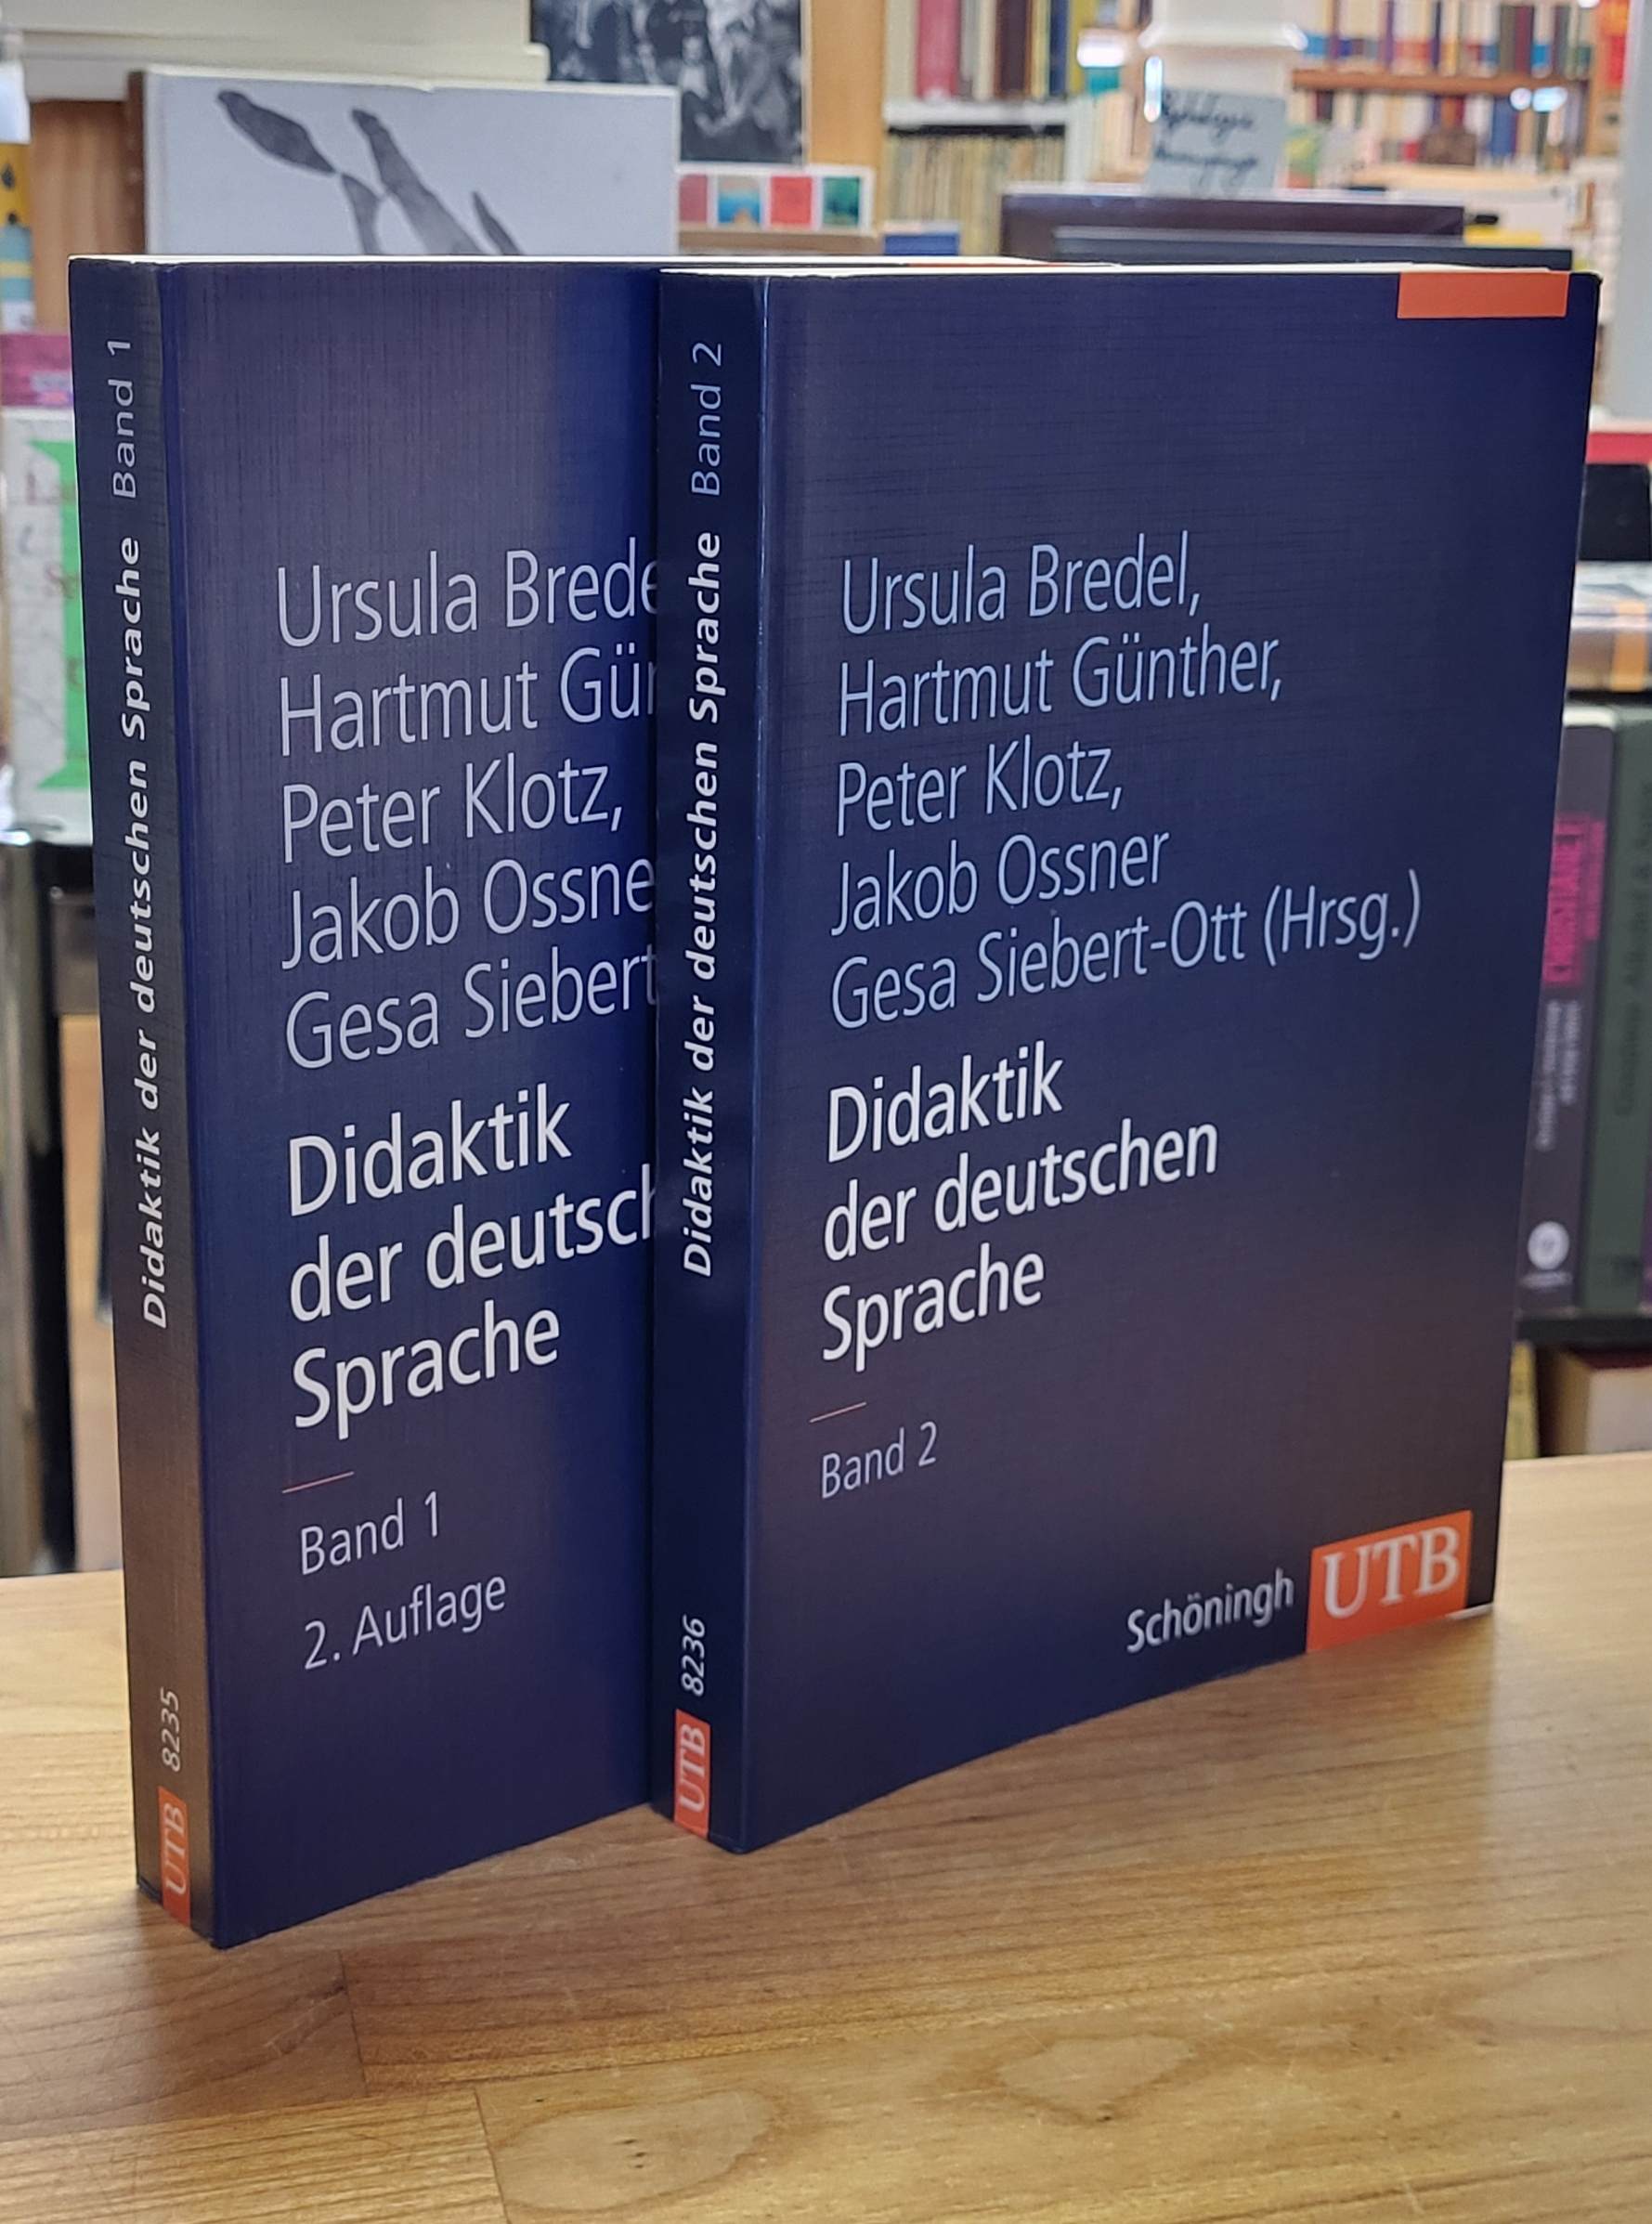 Didaktik der deutschen Sprache Band 1
8235
UTB
Ursula Brede
Hartmut Gün
Peter Klotz,
Jakob Ossne
Gesa Siebert
Didaktik
der deutsch
Sprache
Band 1
2. Auflage
Didaktik der deutschen Sprache Band 2
8236
UTB
Ursula Bredel,
Hartmut Günther,
Peter Klotz,
Jakob Ossner
Gesa Siebert-Ott (Hrsg.)
Didaktik
der deutschen
Sprache
Band 2
Schöningh UTB